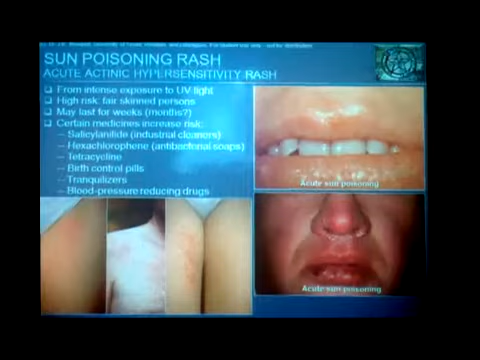 SUN POISONING RASH
ACUTE ACTINIC HYPERSENSITIVITY RASH
From intense exposure to UV light
High risk: fair skinned persons
May last for weeks (months?)
Certain medicines increase risk:
– Salicylanilide (industrial cleaners)
– Hexachlorophene (antibacterial soaps)
– Tetracycline
– Birth control pills
– Tranquilizers
– Blood-pressure reducing drugs
Acute sun poisoning
Acute sun poisoning